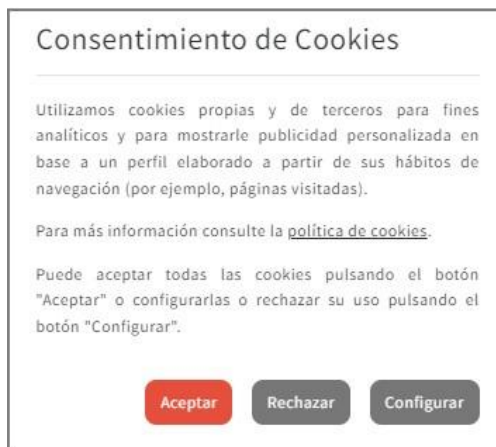 Consentimiento de Cookies
Utilizamos cookies propias y de terceros para fines
analíticos y para mostrarle publicidad personalizada en
base a un perfil elaborado a partir de sus hábitos de
navegación (por ejemplo, páginas visitadas).
Para más información consulte la política de cookies.
Puede aceptar todas las cookies pulsando el botón
"Aceptar" o configurarlas o rechazar su uso pulsando el
botón "Configurar".
Aceptar Rechazar Configurar